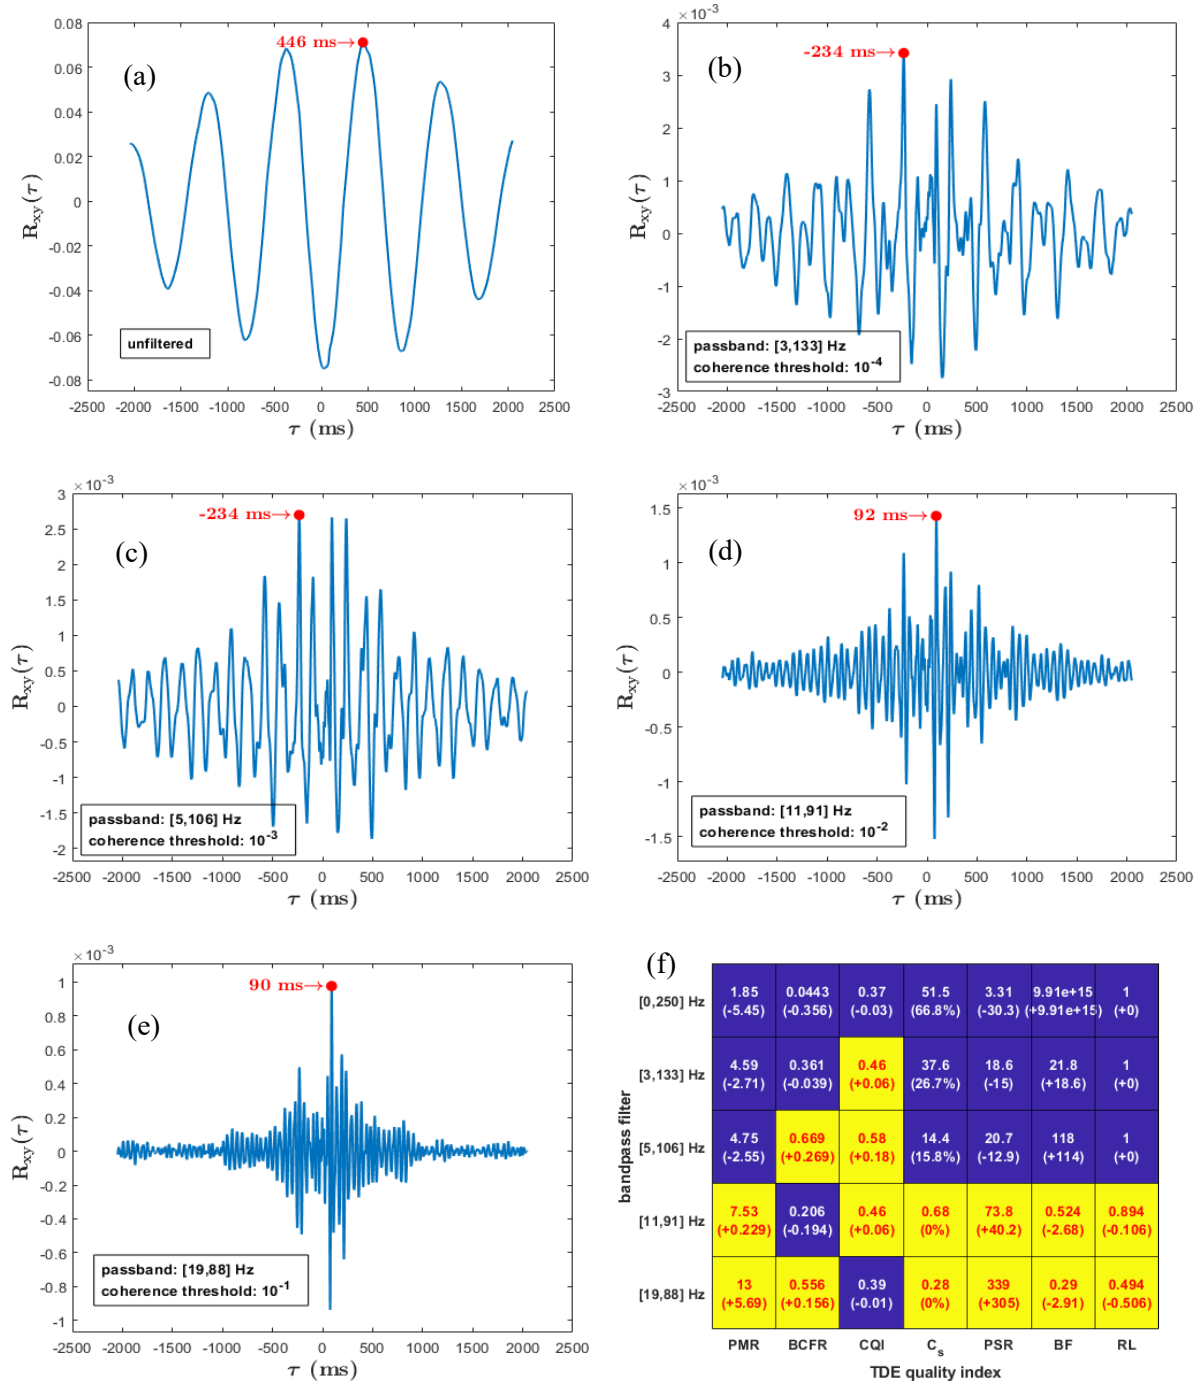 (a)
446 ms→
0.08
0.06
0.04
0.02
0
-0.02
-0.04
-0.06
-0.08
R_xy(τ)
unfiltered
-2500 -2000 -1500 -1000 -500 0 500 1000 1500 2000 2500
τ (ms)
(b)
×10^-3
-234 ms→
4
3
2
1
0
-1
-2
-3
R_xy(τ)
passband: [3,133] Hz
coherence threshold: 10^-4
-2500 -2000 -1500 -1000 -500 0 500 1000 1500 2000 2500
τ (ms)
(c)
×10^-3
-234 ms→
3
2.5
2
1.5
1
0.5
0
-0.5
-1
-1.5
-2
R_xy(τ)
passband: [5,106] Hz
coherence threshold: 10^-3
-2500 -2000 -1500 -1000 -500 0 500 1000 1500 2000 2500
τ (ms)
(d)
×10^-3
92 ms→
1.5
1
0.5
0
-0.5
-1
-1.5
R_xy(τ)
passband: [11,91] Hz
coherence threshold: 10^-2
-2500 -2000 -1500 -1000 -500 0 500 1000 1500 2000 2500
τ (ms)
(e)
×10^-3
90 ms→
1
0.8
0.6
0.4
0.2
0
-0.2
-0.4
-0.6
-0.8
-1
R_xy(τ)
passband: [19,88] Hz
coherence threshold: 10^-1
-2500 -2000 -1500 -1000 -500 0 500 1000 1500 2000 2500
τ (ms)
(f)
bandpass filter
[0,250] Hz 1.85 0.0443 0.37 51.5 3.31 9.91e+15 1
(-5.45) (-0.356) (-0.03) (66.8%) (-30.3) (+9.91e+15) (+0)
[3,133] Hz 4.59 0.361 0.46 37.6 18.6 21.8 1
(-2.71) (-0.039) (+0.06) (26.7%) (-15) (+18.6) (+0)
[5,106] Hz 4.75 0.669 0.58 14.4 20.7 118 1
(-2.55) (+0.269) (+0.18) (15.8%) (-12.9) (+114) (+0)
[11,91] Hz 7.53 0.206 0.46 0.68 73.8 0.524 0.894
(+0.229) (-0.194) (+0.06) (0%) (+40.2) (-2.68) (-0.106)
[19,88] Hz 13 0.556 0.39 0.28 339 0.29 0.494
(+5.69) (+0.156) (-0.01) (0%) (+305) (-2.91) (-0.506)
PMR BCFR CQI C_s PSR BF RL
TDE quality index